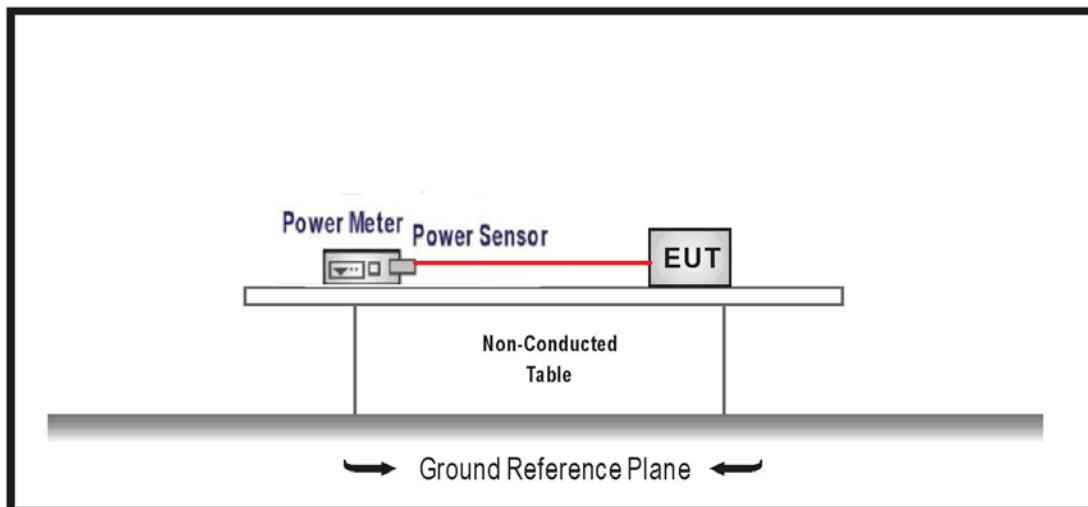 Power Meter
Power Sensor
EUT
Non-Conducted
Table
Ground Reference Plane